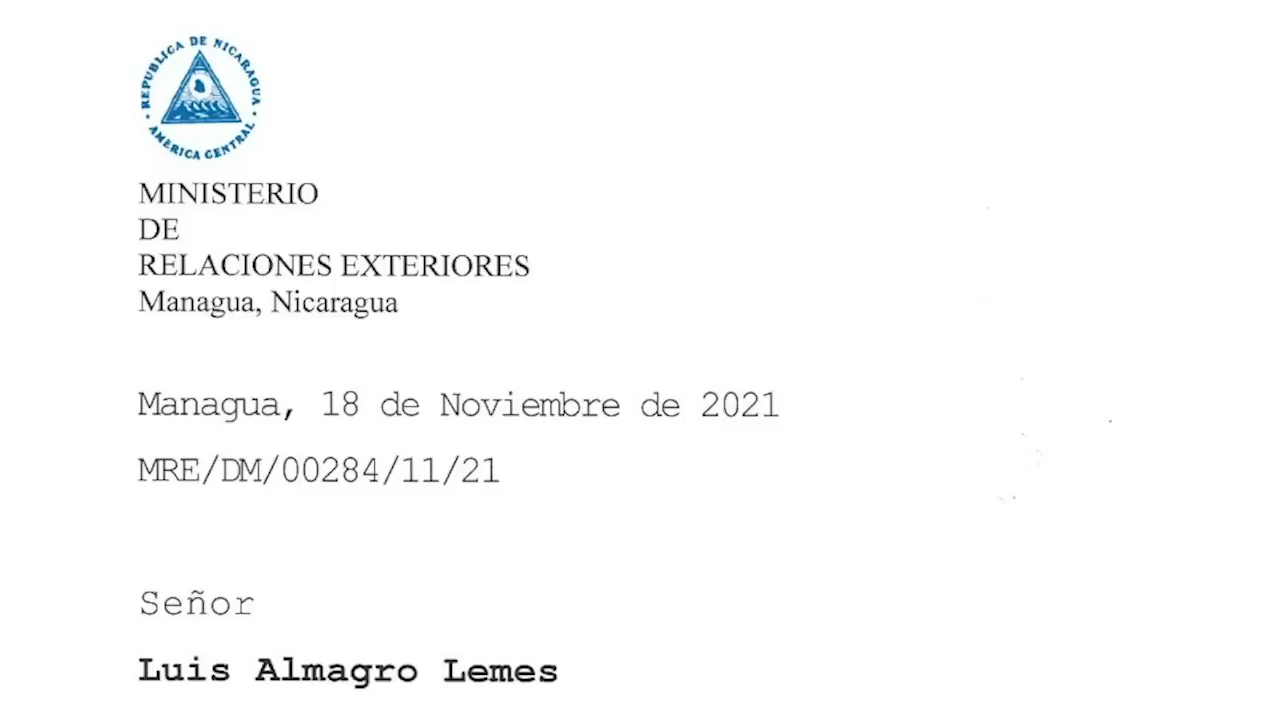 REPUBLICA DE NICARAGUA
AMERICA CENTRAL
MINISTERIO
DE
RELACIONES EXTERIORES
Managua, Nicaragua
Managua, 18 de Noviembre de 2021
MRE/DM/00284/11/21
Señor
Luis Almagro Lemes